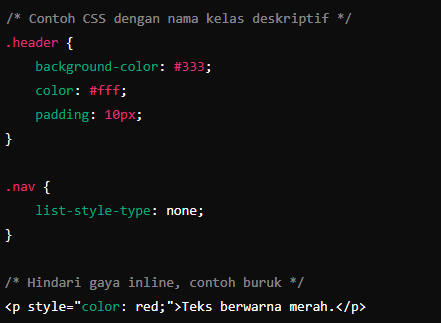 /* Contoh CSS dengan nama kelas deskriptif */
.header {
    background-color: #333;
    color: #fff;
    padding: 10px;
}

.nav {
    list-style-type: none;
}

/* Hindari gaya inline, contoh buruk */
<p style="color: red;">Teks berwarna merah.</p>